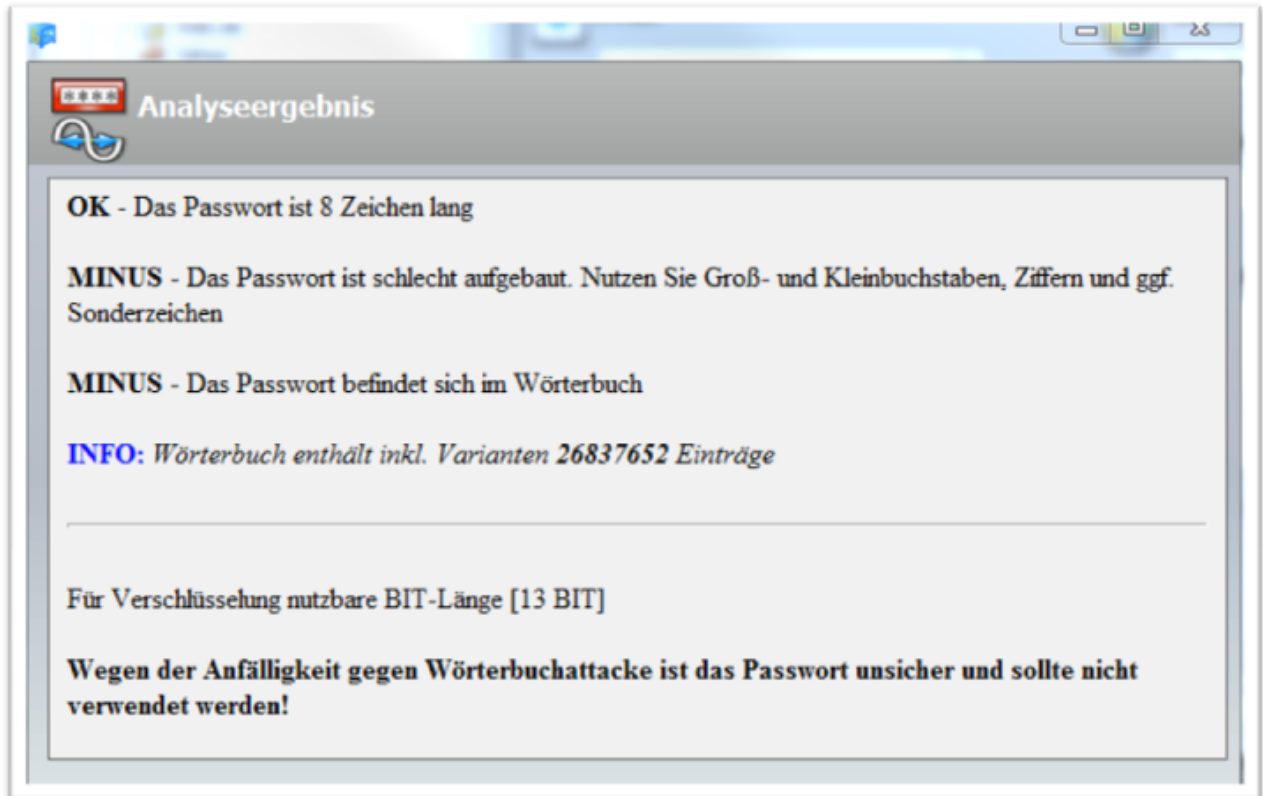 Analyseergebnis
OK - Das Passwort ist 8 Zeichen lang
MINUS - Das Passwort ist schlecht aufgebaut. Nutzen Sie Groß- und Kleinbuchstaben, Ziffern und ggf.
Sonderzeichen
MINUS - Das Passwort befindet sich im Wörterbuch
INFO: Wörterbuch enthält inkl. Varianten 26837652 Einträge
Für Verschlüsselung nutzbare BIT-Länge [13 BIT]
Wegen der Anfälligkeit gegen Wörterbuchattacke ist das Passwort unsicher und sollte nicht
verwendet werden!